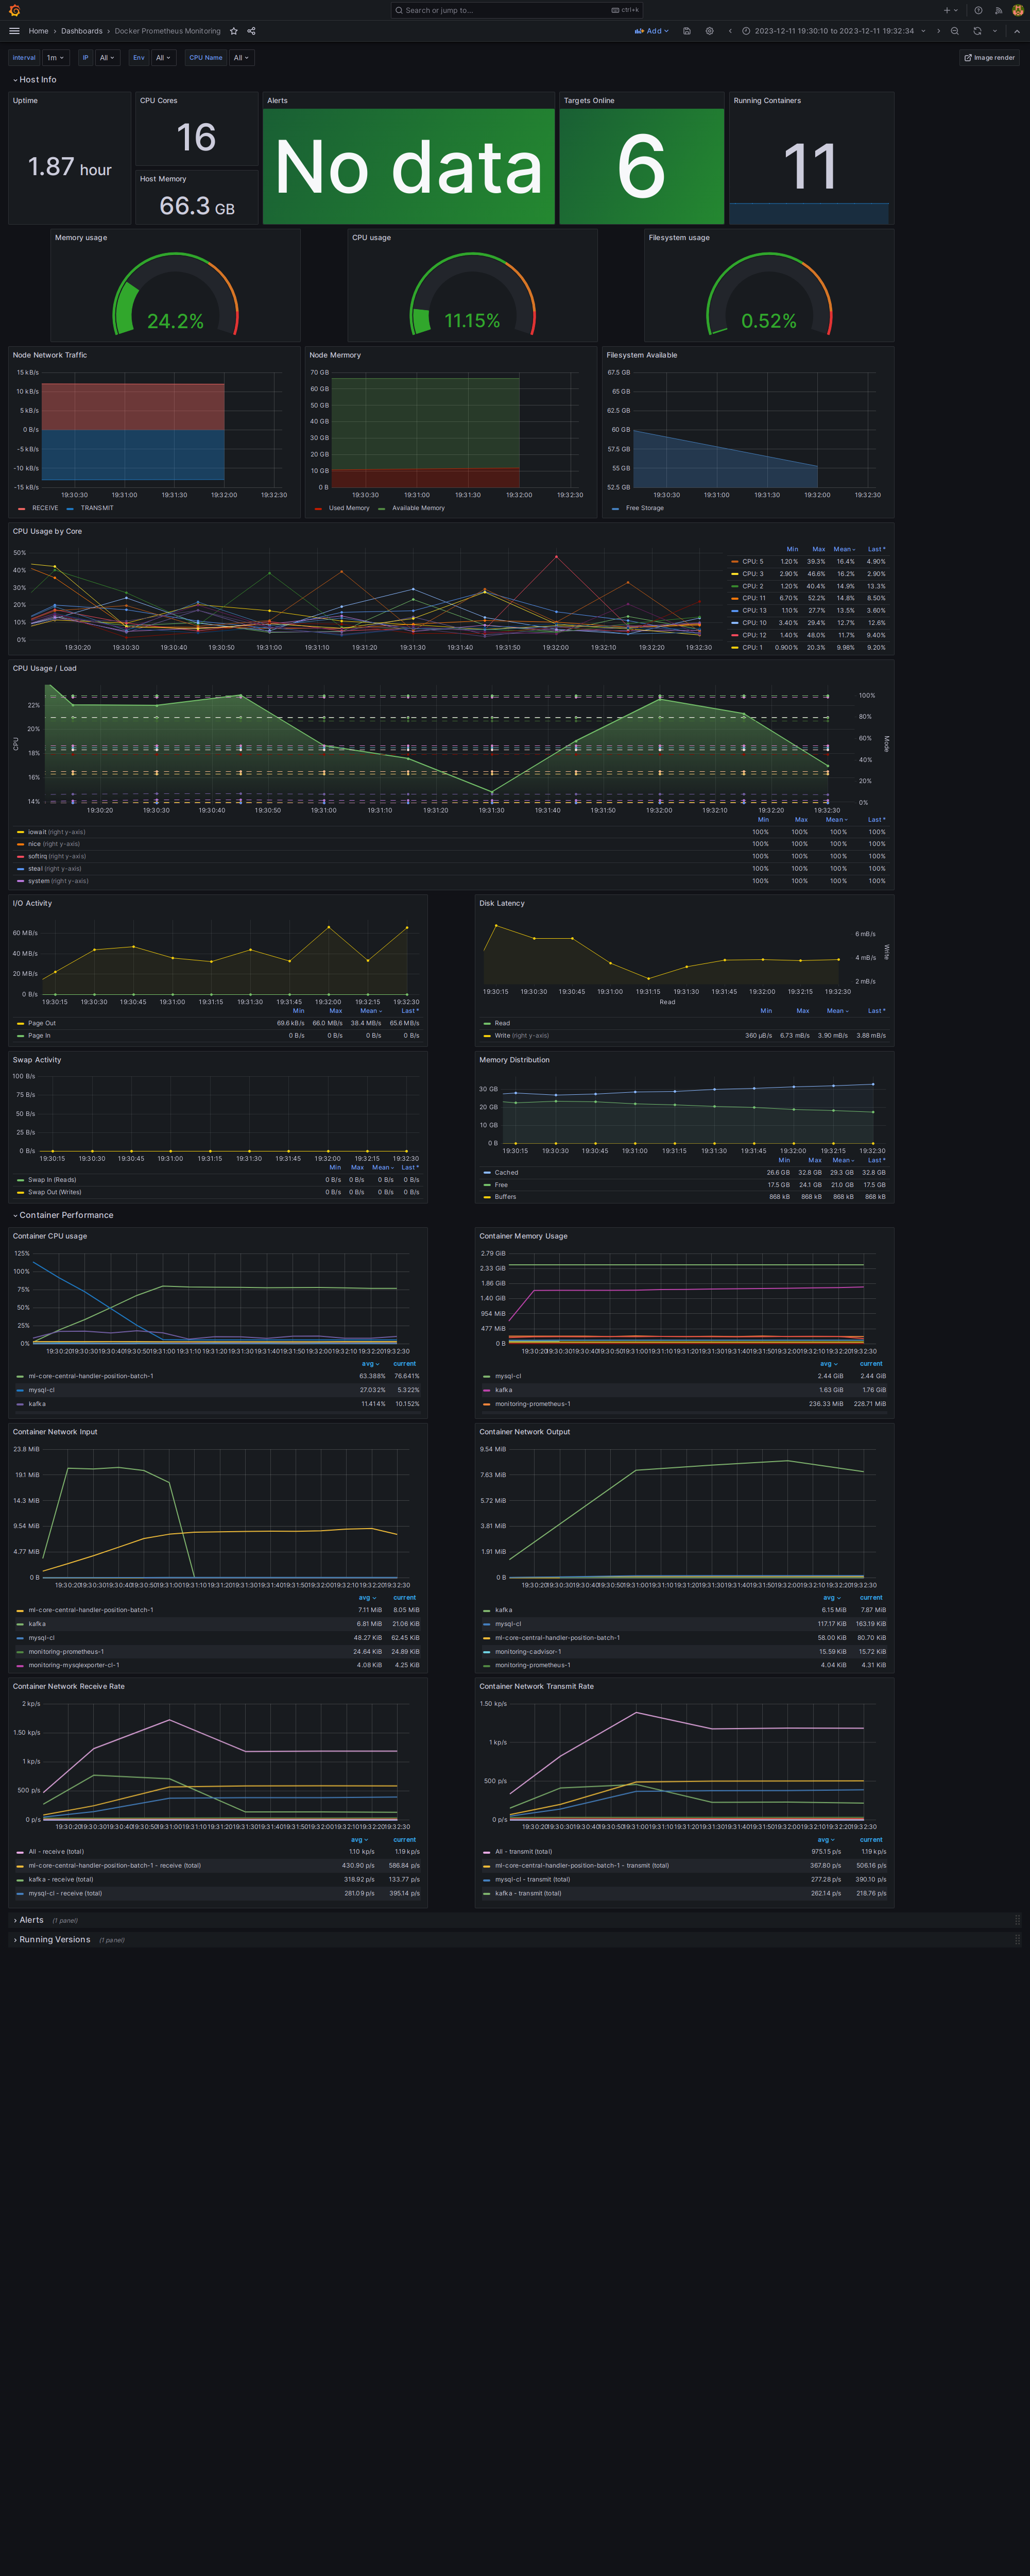 Search or jump to... ctrl+k
Home › Dashboards › Docker Prometheus Monitoring Add 2023-12-11 19:30:10 to 2023-12-11 19:32:34
Interval 1m IP All Env All CPU Name All Image render
Host Info
Uptime
1.87 hour
CPU Cores
16
Host Memory
66.3 GB
Alerts
No data
Targets Online
6
Running Containers
11
Memory usage
24.2%
CPU usage
11.15%
Filesystem usage
0.52%
Node Network Traffic
15 kB/s
10 kB/s
5 kB/s
0 B/s
-5 kB/s
-10 kB/s
-15 kB/s
19:30:30 19:31:00 19:31:30 19:32:00 19:32:30
RECEIVE TRANSMIT
Node Mermory
70 GB
60 GB
50 GB
40 GB
30 GB
20 GB
10 GB
0 B
19:30:30 19:31:00 19:31:30 19:32:00 19:32:30
Used Memory Available Memory
Filesystem Available
67.5 GB
65 GB
62.5 GB
60 GB
57.5 GB
55 GB
52.5 GB
19:30:30 19:31:00 19:31:30 19:32:00 19:32:30
Free Storage
CPU Usage by Core
50%
40%
30%
20%
10%
0%
19:30:20 19:30:30 19:30:40 19:30:50 19:31:00 19:31:10 19:31:20 19:31:30 19:31:40 19:31:50 19:32:00 19:32:10 19:32:20 19:32:30
Min Max Mean Last *
CPU: 5 1.20% 39.3% 16.4% 4.90%
CPU: 3 2.90% 46.6% 16.2% 2.90%
CPU: 2 1.20% 40.4% 14.9% 13.3%
CPU: 11 6.70% 52.2% 14.8% 8.50%
CPU: 13 1.10% 27.7% 13.5% 3.60%
CPU: 10 3.40% 29.4% 12.7% 12.6%
CPU: 12 1.40% 48.0% 11.7% 9.40%
CPU: 1 0.900% 20.3% 9.98% 9.20%
CPU Usage / Load
CPU
22%
20%
18%
16%
14%
100%
80%
60%
40%
20%
0%
Mode
19:30:20 19:30:30 19:30:40 19:30:50 19:31:00 19:31:10 19:31:20 19:31:30 19:31:40 19:31:50 19:32:00 19:32:10 19:32:20 19:32:30
Min Max Mean Last *
iowait (right y-axis) 100% 100% 100% 100%
nice (right y-axis) 100% 100% 100% 100%
softirq (right y-axis) 100% 100% 100% 100%
steal (right y-axis) 100% 100% 100% 100%
system (right y-axis) 100% 100% 100% 100%
I/O Activity
60 MB/s
40 MB/s
20 MB/s
0 B/s
19:30:15 19:30:30 19:30:45 19:31:00 19:31:15 19:31:30 19:31:45 19:32:00 19:32:15 19:32:30
Min Max Mean Last *
Page Out 69.6 kB/s 66.0 MB/s 38.4 MB/s 65.6 MB/s
Page In 0 B/s 0 B/s 0 B/s 0 B/s
Disk Latency
6 mB/s
4 mB/s
2 mB/s
Write
19:30:15 19:30:30 19:30:45 19:31:00 19:31:15 19:31:30 19:31:45 19:32:00 19:32:15 19:32:30
Read
Min Max Mean Last *
Read
Write (right y-axis) 360 µB/s 6.73 mB/s 3.90 mB/s 3.88 mB/s
Swap Activity
100 B/s
75 B/s
50 B/s
25 B/s
0 B/s
19:30:15 19:30:30 19:30:45 19:31:00 19:31:15 19:31:30 19:31:45 19:32:00 19:32:15 19:32:30
Min Max Mean Last *
Swap In (Reads) 0 B/s 0 B/s 0 B/s 0 B/s
Swap Out (Writes) 0 B/s 0 B/s 0 B/s 0 B/s
Memory Distribution
30 GB
20 GB
10 GB
0 B
19:30:15 19:30:30 19:30:45 19:31:00 19:31:15 19:31:30 19:31:45 19:32:00 19:32:15 19:32:30
Min Max Mean Last *
Cached 26.6 GB 32.8 GB 29.3 GB 32.8 GB
Free 17.5 GB 24.1 GB 21.0 GB 17.5 GB
Buffers 868 kB 868 kB 868 kB 868 kB
Container Performance
Container CPU usage
125%
100%
75%
50%
25%
0%
19:30:20 19:30:30 19:30:40 19:30:50 19:31:00 19:31:10 19:31:20 19:31:30 19:31:40 19:31:50 19:32:00 19:32:10 19:32:20 19:32:30
avg current
ml-core-central-handler-position-batch-1 63.388% 76.641%
mysql-cl 27.032% 5.322%
kafka 11.414% 10.152%
Container Memory Usage
2.79 GiB
2.33 GiB
1.86 GiB
1.40 GiB
954 MiB
477 MiB
0 B
19:30:20 19:30:30 19:30:40 19:30:50 19:31:00 19:31:10 19:31:20 19:31:30 19:31:40 19:31:50 19:32:00 19:32:10 19:32:20 19:32:30
avg current
mysql-cl 2.44 GiB 2.44 GiB
kafka 1.63 GiB 1.76 GiB
monitoring-prometheus-1 236.33 MiB 228.71 MiB
Container Network Input
23.8 MiB
19.1 MiB
14.3 MiB
9.54 MiB
4.77 MiB
0 B
19:30:20 19:30:30 19:30:40 19:30:50 19:31:00 19:31:10 19:31:20 19:31:30 19:31:40 19:31:50 19:32:00 19:32:10 19:32:20 19:32:30
avg current
ml-core-central-handler-position-batch-1 7.11 MiB 8.05 MiB
kafka 6.81 MiB 21.06 KiB
mysql-cl 48.27 KiB 62.45 KiB
monitoring-prometheus-1 24.64 KiB 24.89 KiB
monitoring-mysqlexporter-cl-1 4.08 KiB 4.25 KiB
Container Network Output
9.54 MiB
7.63 MiB
5.72 MiB
3.81 MiB
1.91 MiB
0 B
19:30:20 19:30:30 19:30:40 19:30:50 19:31:00 19:31:10 19:31:20 19:31:30 19:31:40 19:31:50 19:32:00 19:32:10 19:32:20 19:32:30
avg current
kafka 6.15 MiB 7.87 MiB
mysql-cl 117.17 KiB 163.19 KiB
ml-core-central-handler-position-batch-1 58.00 KiB 80.70 KiB
monitoring-cadvisor-1 15.59 KiB 15.72 KiB
monitoring-prometheus-1 4.04 KiB 4.31 KiB
Container Network Receive Rate
2 kp/s
1.50 kp/s
1 kp/s
500 p/s
0 p/s
19:30:20 19:30:30 19:30:40 19:30:50 19:31:00 19:31:10 19:31:20 19:31:30 19:31:40 19:31:50 19:32:00 19:32:10 19:32:20 19:32:30
avg current
All - receive (total) 1.10 kp/s 1.19 kp/s
ml-core-central-handler-position-batch-1 - receive (total) 430.90 p/s 586.84 p/s
kafka - receive (total) 318.92 p/s 133.77 p/s
mysql-cl - receive (total) 281.09 p/s 395.14 p/s
Container Network Transmit Rate
1.50 kp/s
1 kp/s
500 p/s
0 p/s
19:30:20 19:30:30 19:30:40 19:30:50 19:31:00 19:31:10 19:31:20 19:31:30 19:31:40 19:31:50 19:32:00 19:32:10 19:32:20 19:32:30
avg current
All - transmit (total) 975.15 p/s 1.19 kp/s
ml-core-central-handler-position-batch-1 - transmit (total) 367.80 p/s 506.16 p/s
mysql-cl - transmit (total) 277.28 p/s 390.10 p/s
kafka - transmit (total) 262.14 p/s 218.76 p/s
Alerts (1 panel)
Running Versions (1 panel)